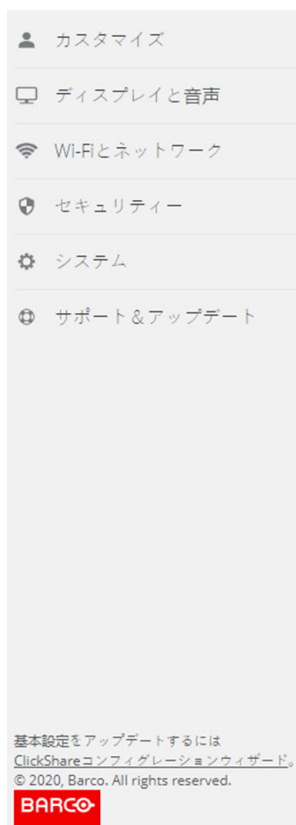 カスタマイズ
ディスプレイと音声
Wi-Fiとネットワーク
セキュリティー
システム
サポート＆アップデート
基本設定をアップデートするには
ClickShareコンフィグレーションウィザード。
© 2020, Barco. All rights reserved.
BARCO